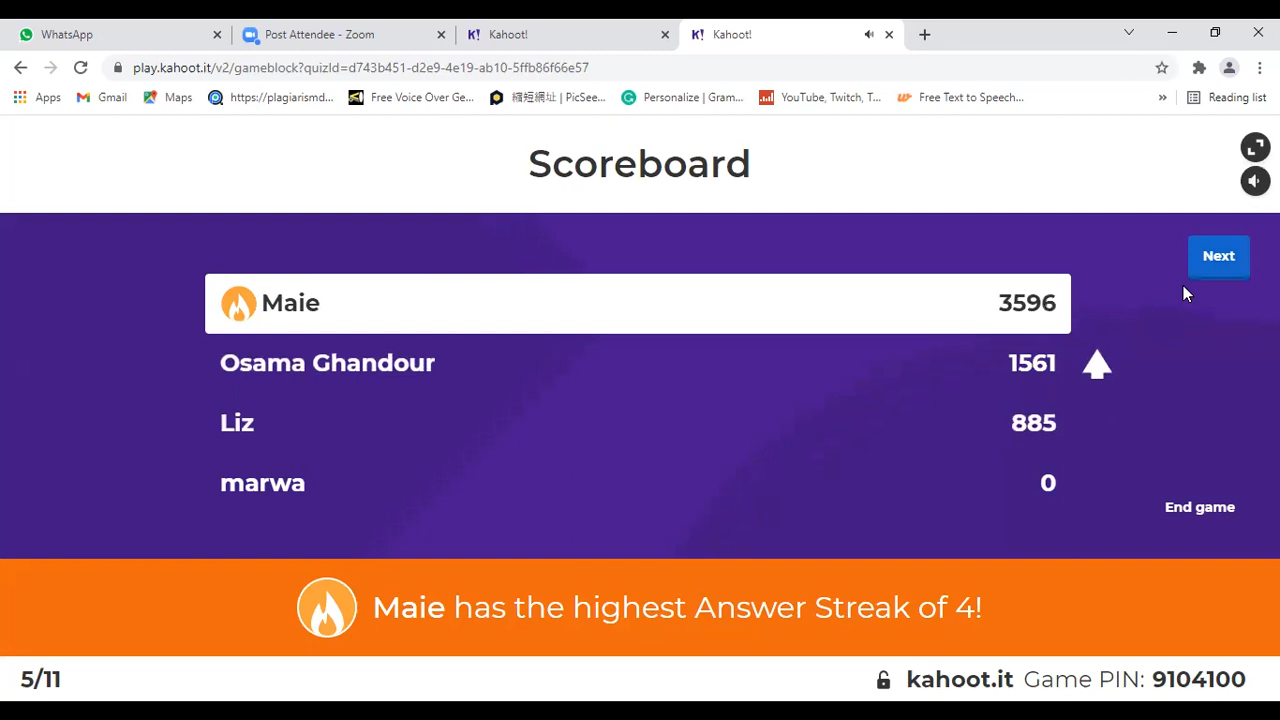 WhatsApp
Post Attendee - Zoom
K! Kahoot!
K! Kahoot!
play.kahoot.it/v2/gameblock?quizId=d743b451-d2e9-4e19-ab10-5ffb86f66e57
Apps
Gmail
Maps
https://plagiarismd...
Free Voice Over Ge...
縮短網址 | PicSee...
Personalize | Gram...
YouTube, Twitch, T...
Free Text to Speech...
»
Reading list
Scoreboard
Next
Maie 3596
Osama Ghandour 1561
Liz 885
marwa 0
End game
Maie has the highest Answer Streak of 4!
5/11
kahoot.it Game PIN: 9104100